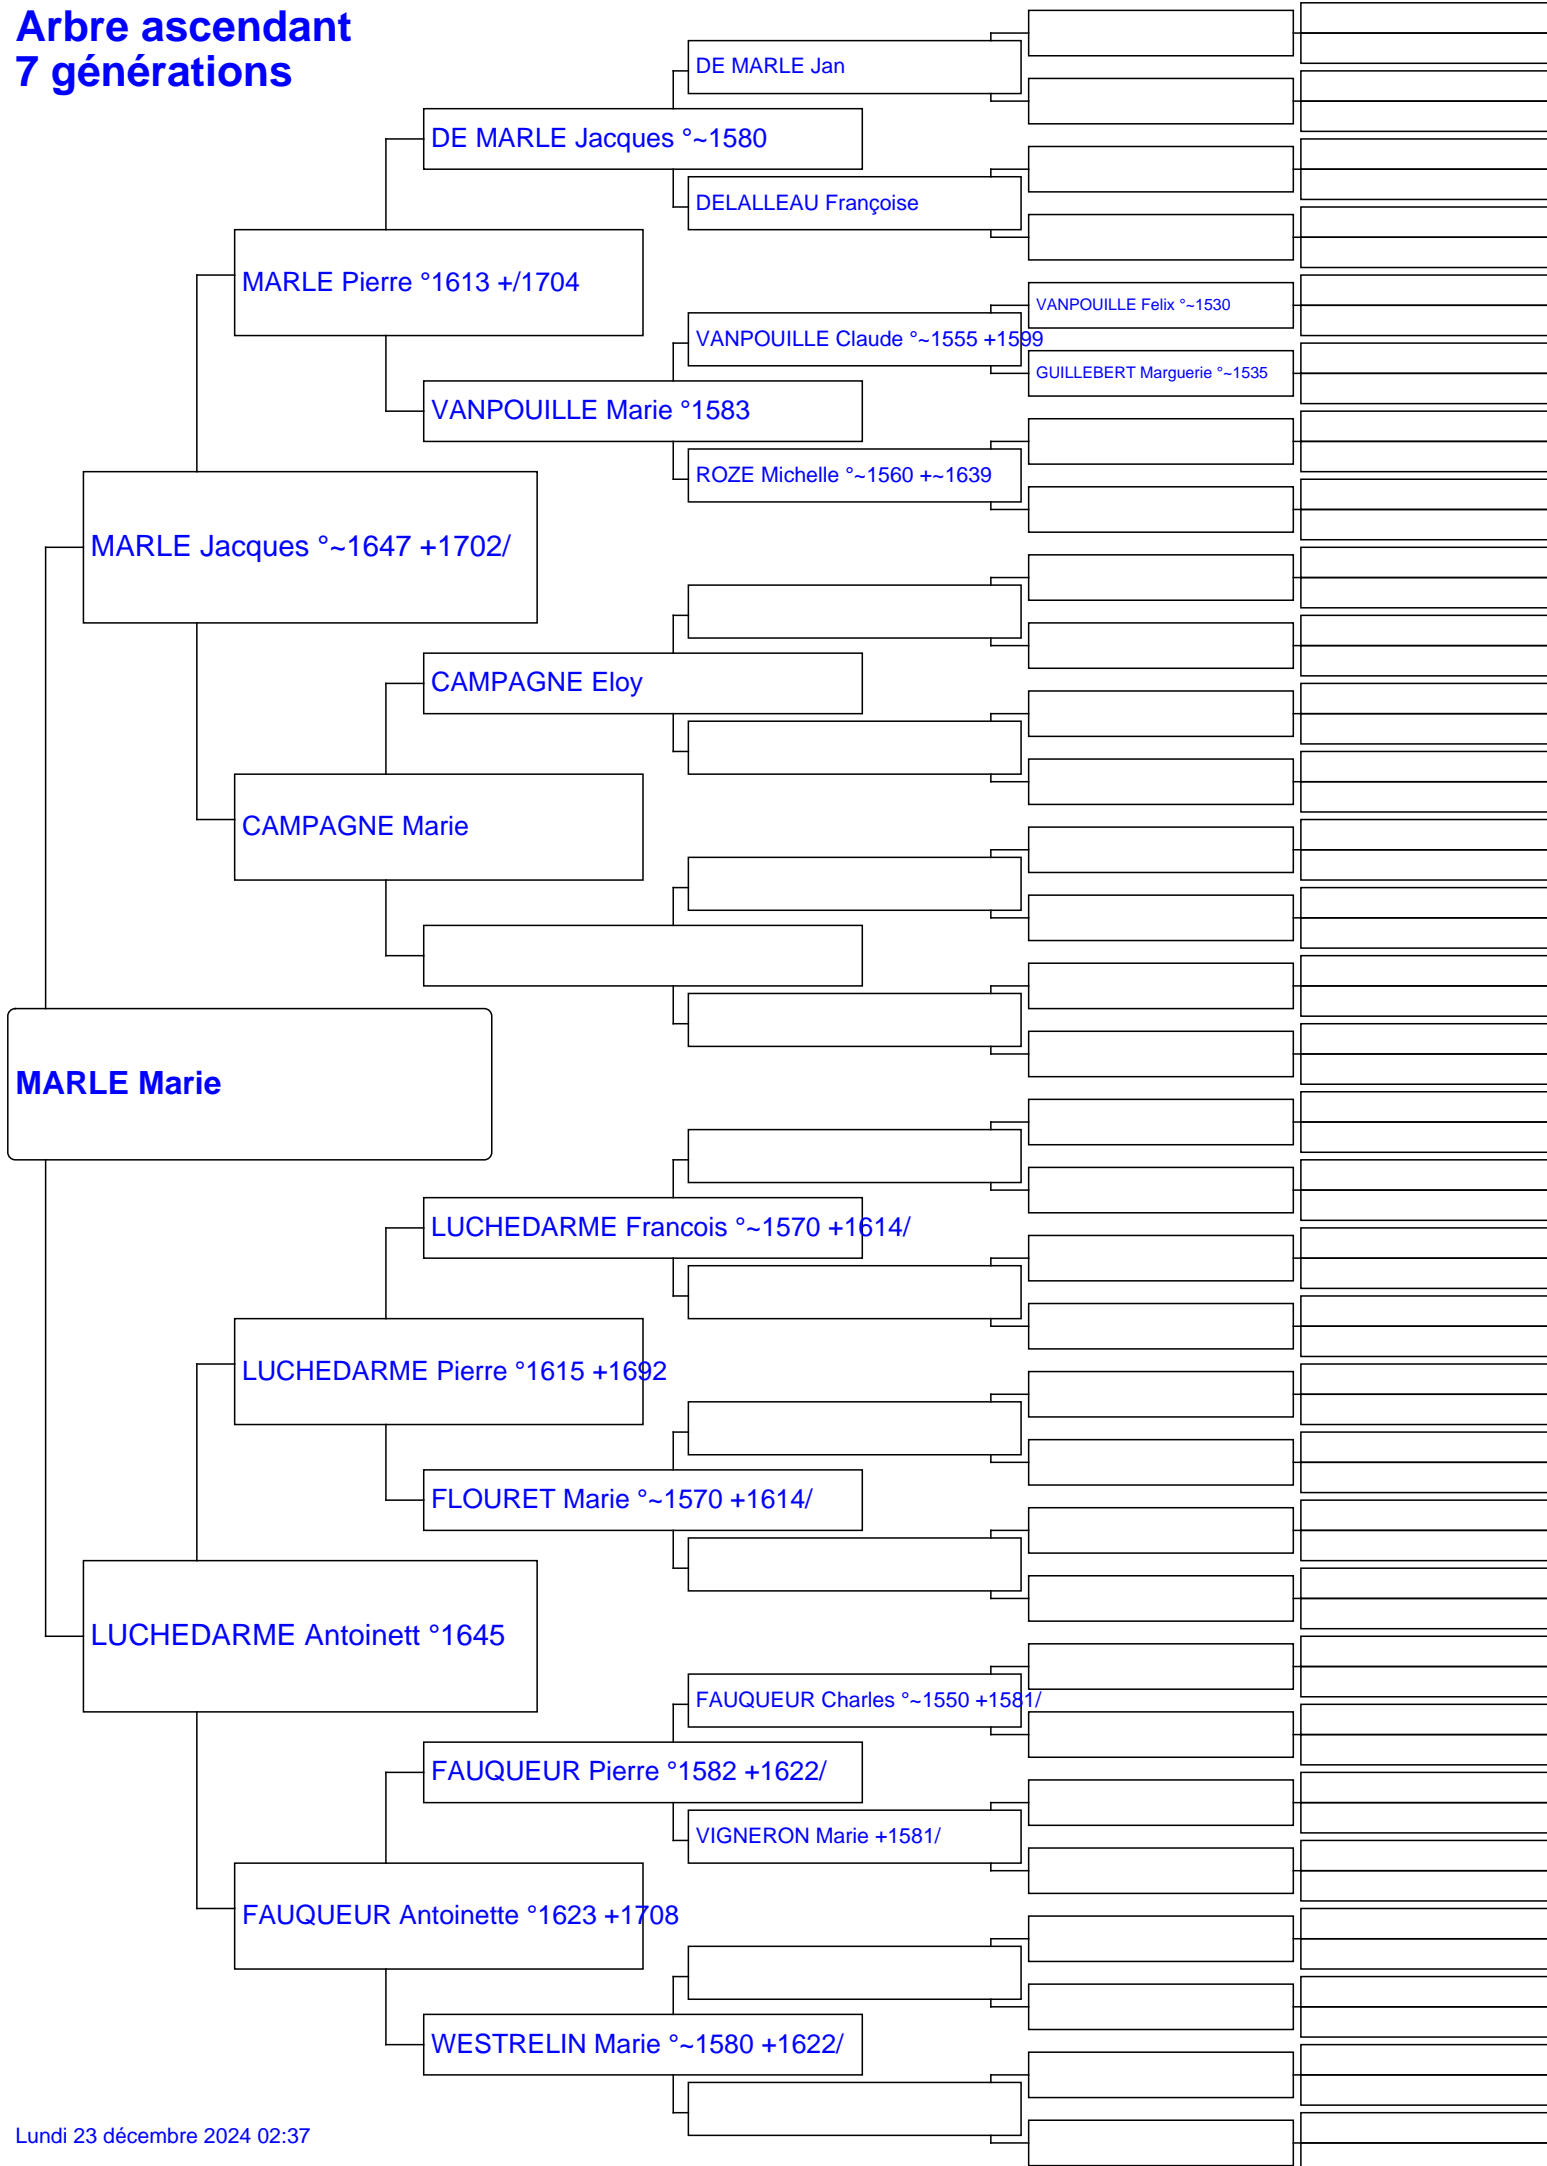 Arbre ascendant
7 générations
DE MARLE Jan
DE MARLE Jacques °~1580
DELALLEAU Françoise
MARLE Pierre °1613 +/1704
VANPOUILLE Felix °~1530
VANPOUILLE Claude °~1555 +1599
GUILLEBERT Marguerie °~1535
VANPOUILLE Marie °1583
ROZE Michelle °~1560 +~1639
MARLE Jacques °~1647 +1702/
CAMPAGNE Eloy
CAMPAGNE Marie
MARLE Marie
LUCHEDARME Francois °~1570 +1614/
LUCHEDARME Pierre °1615 +1692
FLOURET Marie °~1570 +1614/
LUCHEDARME Antoinett °1645
FAUQUEUR Charles °~1550 +1581/
FAUQUEUR Pierre °1582 +1622/
VIGNERON Marie +1581/
FAUQUEUR Antoinette °1623 +1708
WESTRELIN Marie °~1580 +1622/
Lundi 23 décembre 2024 02:37